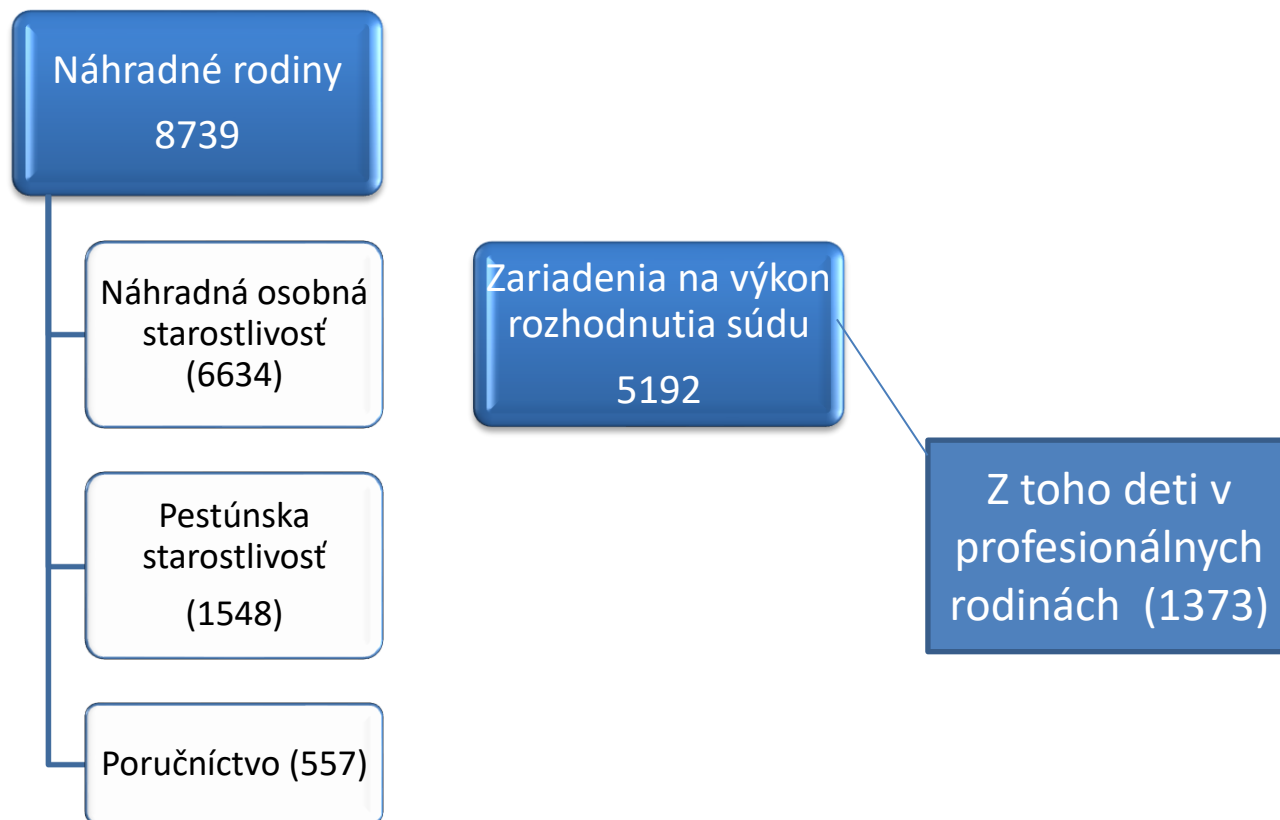 Náhradné rodiny
8739
Náhradná osobná
starostlivosť
(6634)
Pestúnska
starostlivosť
(1548)
Poručníctvo (557)
Zariadenia na výkon
rozhodnutia súdu
5192
Z toho deti v
profesionálnych
rodinách (1373)